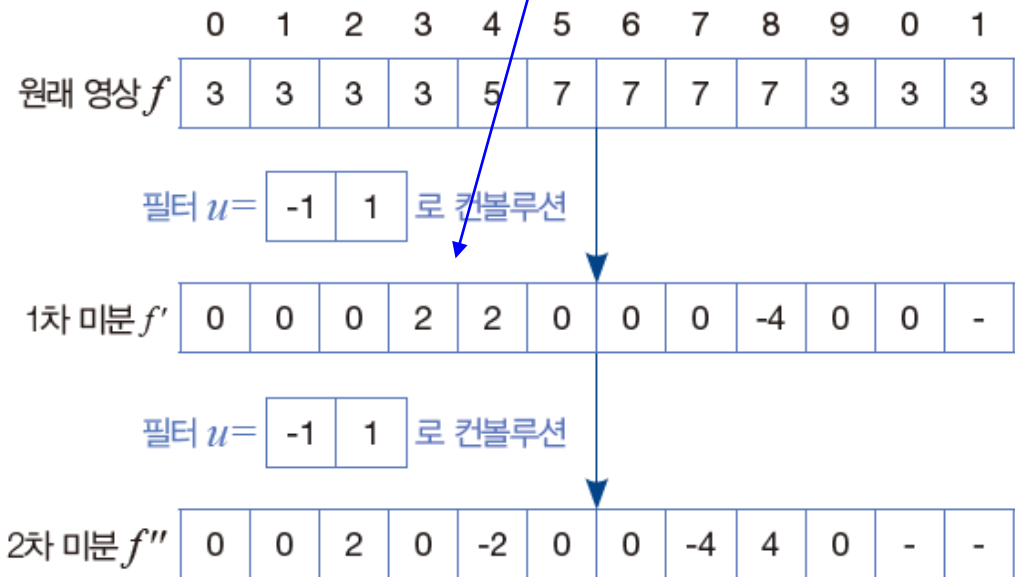 0 1 2 3 4 5 6 7 8 9 0 1
원래 영상 f 3 3 3 3 5 7 7 7 7 3 3 3
필터 u= -1 1 로 컨볼루션
1차 미분 f′ 0 0 0 2 2 0 0 0 -4 0 0 -
필터 u= -1 1 로 컨볼루션
2차 미분 f″ 0 0 2 0 -2 0 0 -4 4 0 - -